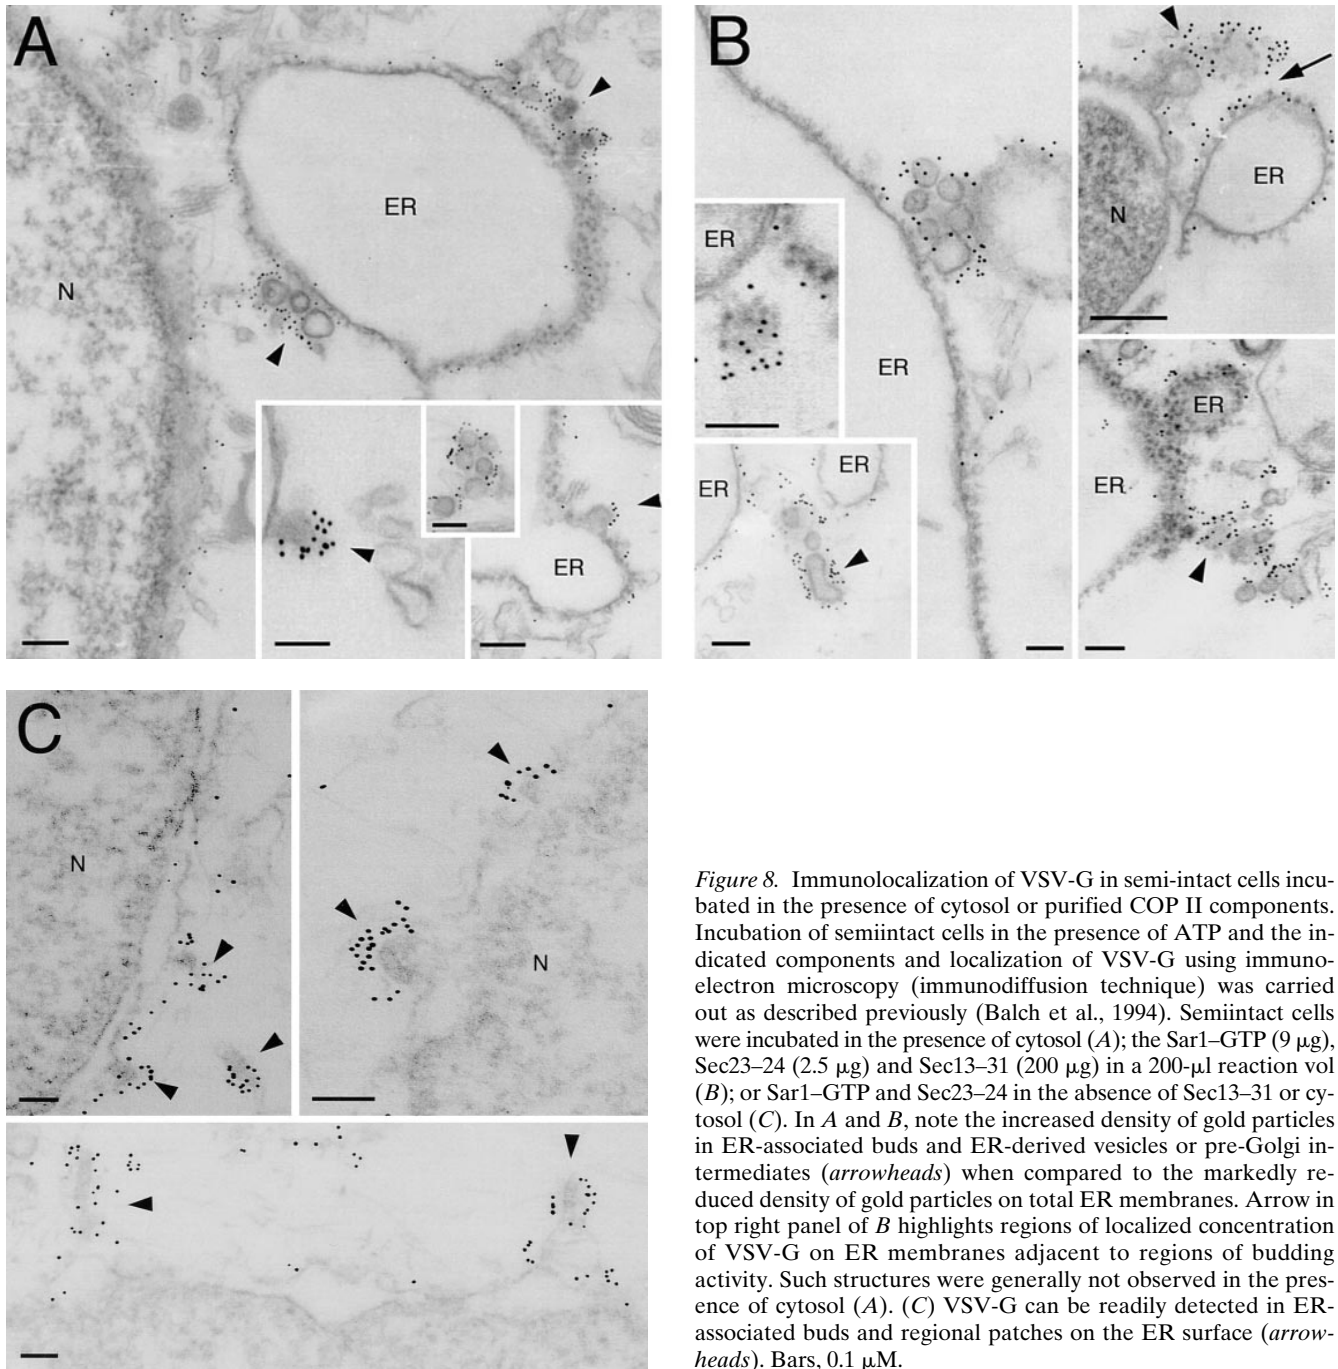 A
ER
N
ER
B
ER
N
ER
ER
ER
ER
ER
ER
C
N
N
Figure 8. Immunolocalization of VSV-G in semi-intact cells incu-
bated in the presence of cytosol or purified COP II components.
Incubation of semiintact cells in the presence of ATP and the in-
dicated components and localization of VSV-G using immuno-
electron microscopy (immunodiffusion technique) was carried
out as described previously (Balch et al., 1994). Semiintact cells
were incubated in the presence of cytosol (A); the Sar1–GTP (9 μg),
Sec23–24 (2.5 μg) and Sec13–31 (200 μg) in a 200-μl reaction vol
(B); or Sar1–GTP and Sec23–24 in the absence of Sec13–31 or cy-
tosol (C). In A and B, note the increased density of gold particles
in ER-associated buds and ER-derived vesicles or pre-Golgi in-
termediates (arrowheads) when compared to the markedly re-
duced density of gold particles on total ER membranes. Arrow in
top right panel of B highlights regions of localized concentration
of VSV-G on ER membranes adjacent to regions of budding
activity. Such structures were generally not observed in the pres-
ence of cytosol (A). (C) VSV-G can be readily detected in ER-
associated buds and regional patches on the ER surface (arrow-
heads). Bars, 0.1 μM.